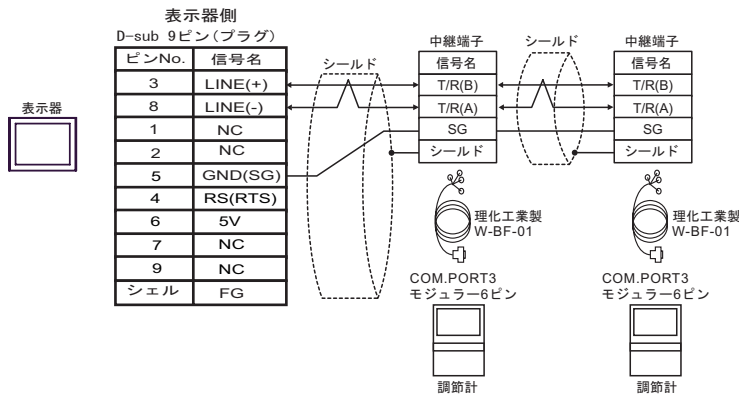 表示器側
D-sub 9ピン(プラグ)
表示器
ピンNo. 信号名
3 LINE(+)
8 LINE(-)
1 NC
2 NC
5 GND(SG)
4 RS(RTS)
6 5V
7 NC
9 NC
シェル FG
シールド
中継端子
信号名
T/R(B)
T/R(A)
SG
シールド
シールド
中継端子
信号名
T/R(B)
T/R(A)
SG
シールド
理化工業製
W-BF-01
COM.PORT3
モジュラー6ピン
調節計
理化工業製
W-BF-01
COM.PORT3
モジュラー6ピン
調節計